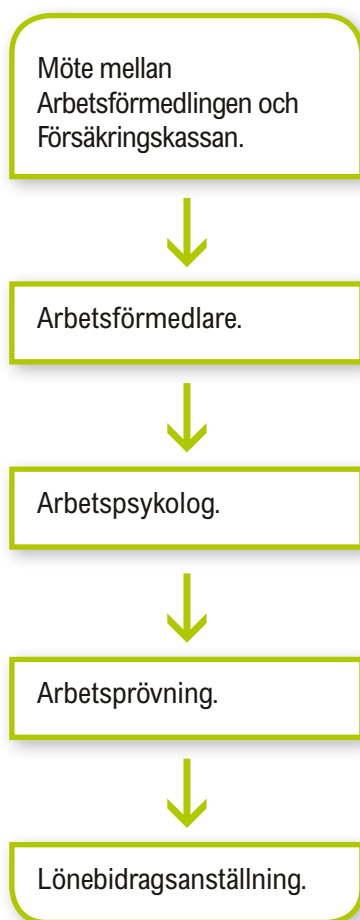 Möte mellan
Arbetsförmedlingen och
Försäkringskassan.
Arbetsförmedlare.
Arbetspsykolog.
Arbetsprövning.
Lönebidragsanställning.